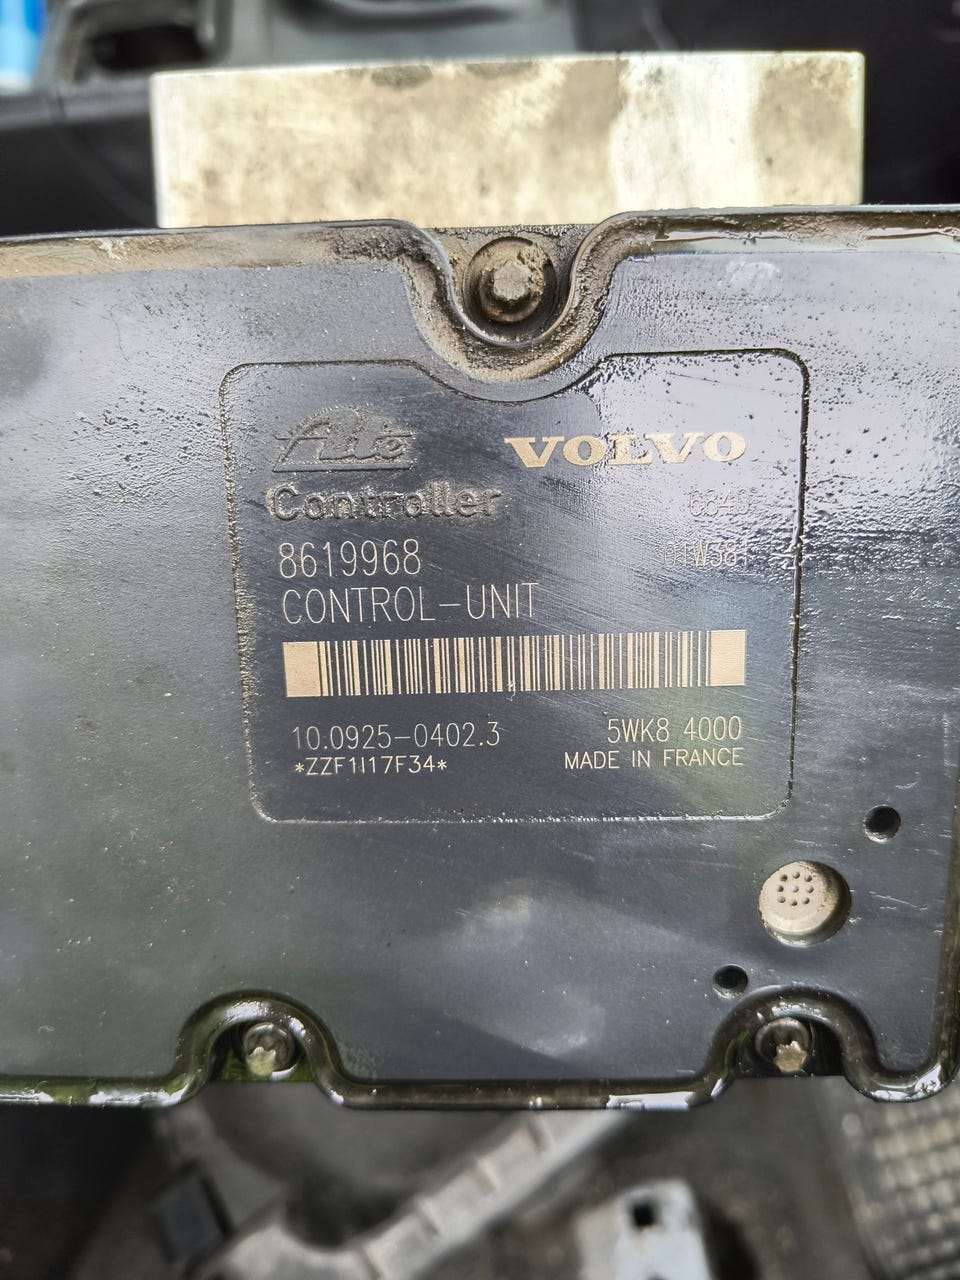 Ate
VOLVO
Controller
6840
8619968
01W381
CONTROL-UNIT
10.0925-0402.3
5WK8 4000
*ZZF1I17F34*
MADE IN FRANCE